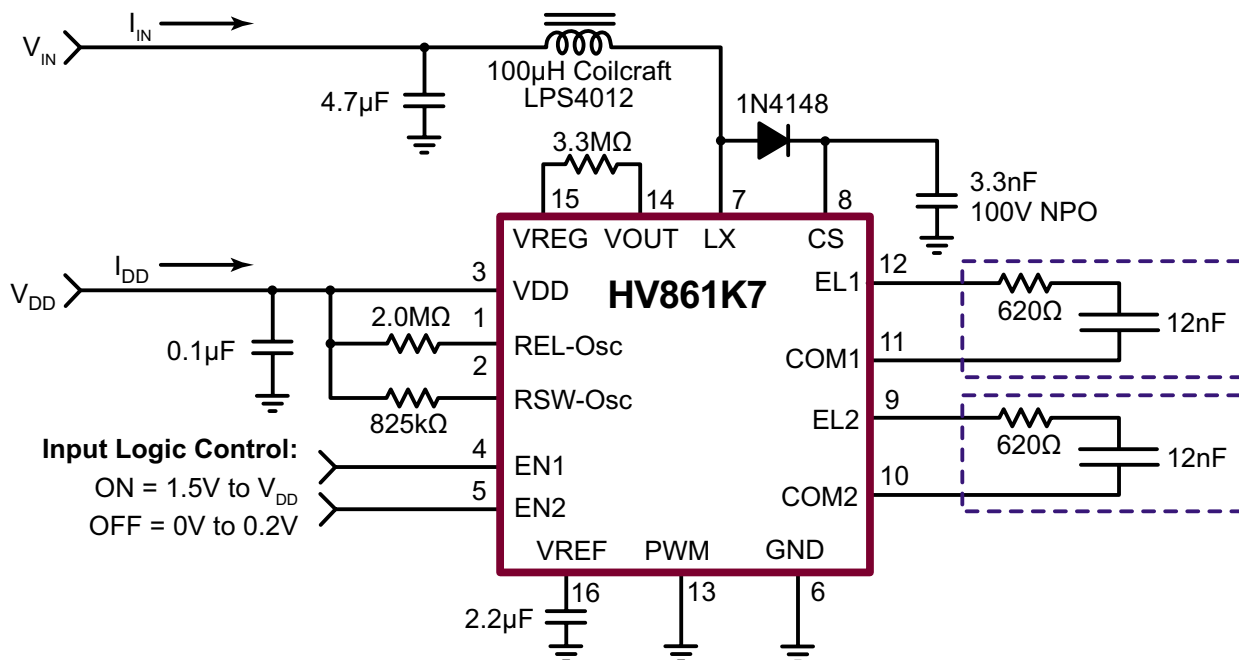 I_IN
V_IN
100µH Coilcraft
LPS4012
4.7µF
1N4148
3.3MΩ
3.3nF
100V NPO
15
14
7
8
VREG
VOUT
LX
CS
I_DD
V_DD
3
VDD
HV861K7
EL1
12
620Ω
12nF
0.1µF
2.0MΩ
1
REL-Osc
COM1
11
825kΩ
2
RSW-Osc
EL2
9
620Ω
12nF
Input Logic Control:
ON = 1.5V to V_DD
OFF = 0V to 0.2V
4
EN1
5
EN2
COM2
10
VREF
PWM
GND
16
13
6
2.2µF